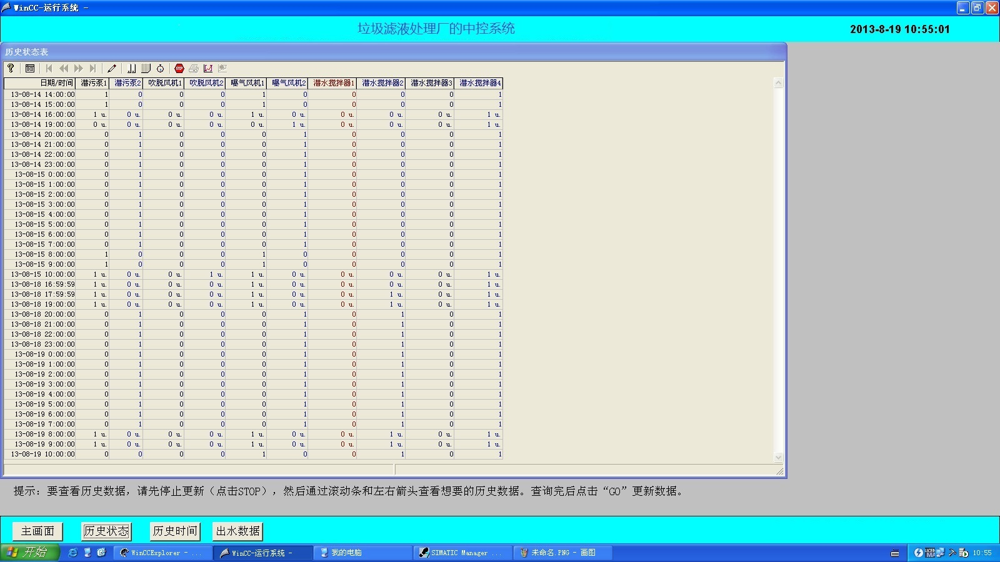 WinCC-运行系统 -
垃圾滤液处理厂的中控系统
2013-8-19 10:55:01
历史状态表
STOP
日期/时间 潜污泵1 潜污泵2 吹脱风机1 吹脱风机2 曝气风机1 曝气风机2 潜水搅拌器1 潜水搅拌器2 潜水搅拌器3 潜水搅拌器4
13-08-14 14:00:00 1 0 0 0 1 0 0 0 0 1
13-08-14 15:00:00 1 0 0 0 1 0 0 0 0 1
13-08-14 16:00:00 1 u. 0 u. 0 u. 0 u. 1 u. 0 u. 0 u. 0 u. 0 u. 1 u.
13-08-14 19:00:00 0 u. 0 u. 0 u. 0 u. 0 u. 1 u. 0 u. 0 u. 0 u. 1 u.
13-08-14 20:00:00 0 1 0 0 0 1 0 0 0 1
13-08-14 21:00:00 0 1 0 0 0 1 0 0 0 1
13-08-14 22:00:00 0 1 0 0 0 1 0 0 0 1
13-08-14 23:00:00 0 1 0 0 0 1 0 0 0 1
13-08-15 0:00:00 0 1 0 0 0 1 0 0 0 1
13-08-15 1:00:00 0 1 0 0 0 1 0 0 0 1
13-08-15 2:00:00 0 1 0 0 0 1 0 0 0 1
13-08-15 3:00:00 0 1 0 0 0 1 0 0 0 1
13-08-15 4:00:00 0 1 0 0 0 1 0 0 0 1
13-08-15 5:00:00 0 1 0 0 0 1 0 0 0 1
13-08-15 6:00:00 0 1 0 0 0 1 0 0 0 1
13-08-15 7:00:00 0 1 0 0 0 1 0 0 0 1
13-08-15 8:00:00 1 0 0 0 1 0 0 0 0 1
13-08-15 9:00:00 1 0 0 0 1 0 0 0 0 1
13-08-15 10:00:00 1 u. 0 u. 0 u. 1 u. 1 u. 0 u. 0 u. 0 u. 0 u. 1 u.
13-08-18 16:59:59 1 u. 0 u. 0 u. 0 u. 1 u. 0 u. 0 u. 0 u. 0 u. 1 u.
13-08-18 17:59:59 1 u. 0 u. 0 u. 0 u. 1 u. 0 u. 0 u. 1 u. 0 u. 1 u.
13-08-18 19:00:00 1 u. 0 u. 0 u. 0 u. 1 u. 0 u. 0 u. 1 u. 0 u. 1 u.
13-08-18 20:00:00 0 1 0 0 0 1 0 1 0 1
13-08-18 21:00:00 0 1 0 0 0 1 0 1 0 1
13-08-18 22:00:00 0 1 0 0 0 1 0 1 0 1
13-08-18 23:00:00 0 1 0 0 0 1 0 1 0 1
13-08-19 0:00:00 0 1 0 0 0 1 0 1 0 1
13-08-19 1:00:00 0 1 0 0 0 1 0 1 0 1
13-08-19 2:00:00 0 1 0 0 0 1 0 1 0 1
13-08-19 3:00:00 0 1 0 0 0 1 0 1 0 1
13-08-19 4:00:00 0 1 0 0 0 1 0 1 0 1
13-08-19 5:00:00 0 1 0 0 0 1 0 1 0 1
13-08-19 6:00:00 0 1 0 0 0 1 0 1 0 1
13-08-19 7:00:00 0 1 0 0 0 1 0 1 0 1
13-08-19 8:00:00 1 u. 0 u. 0 u. 0 u. 1 u. 0 u. 0 u. 1 u. 0 u. 1 u.
13-08-19 9:00:00 1 u. 0 u. 0 u. 0 u. 1 u. 0 u. 0 u. 1 u. 0 u. 1 u.
13-08-19 10:00:00 0 0 0 0 1 0 0 1 0 1
提示：要查看历史数据，请先停止更新（点击STOP），然后通过滚动条和左右箭头查看想要的历史数据。查询完后点击“GO”更新数据。
主画面 历史状态 历史时间 出水数据
开始 WinCCExplorer - ... WinCC-运行系统 - 我的电脑 SIMATIC Manager ... 未命名.PNG - 画图 10:55